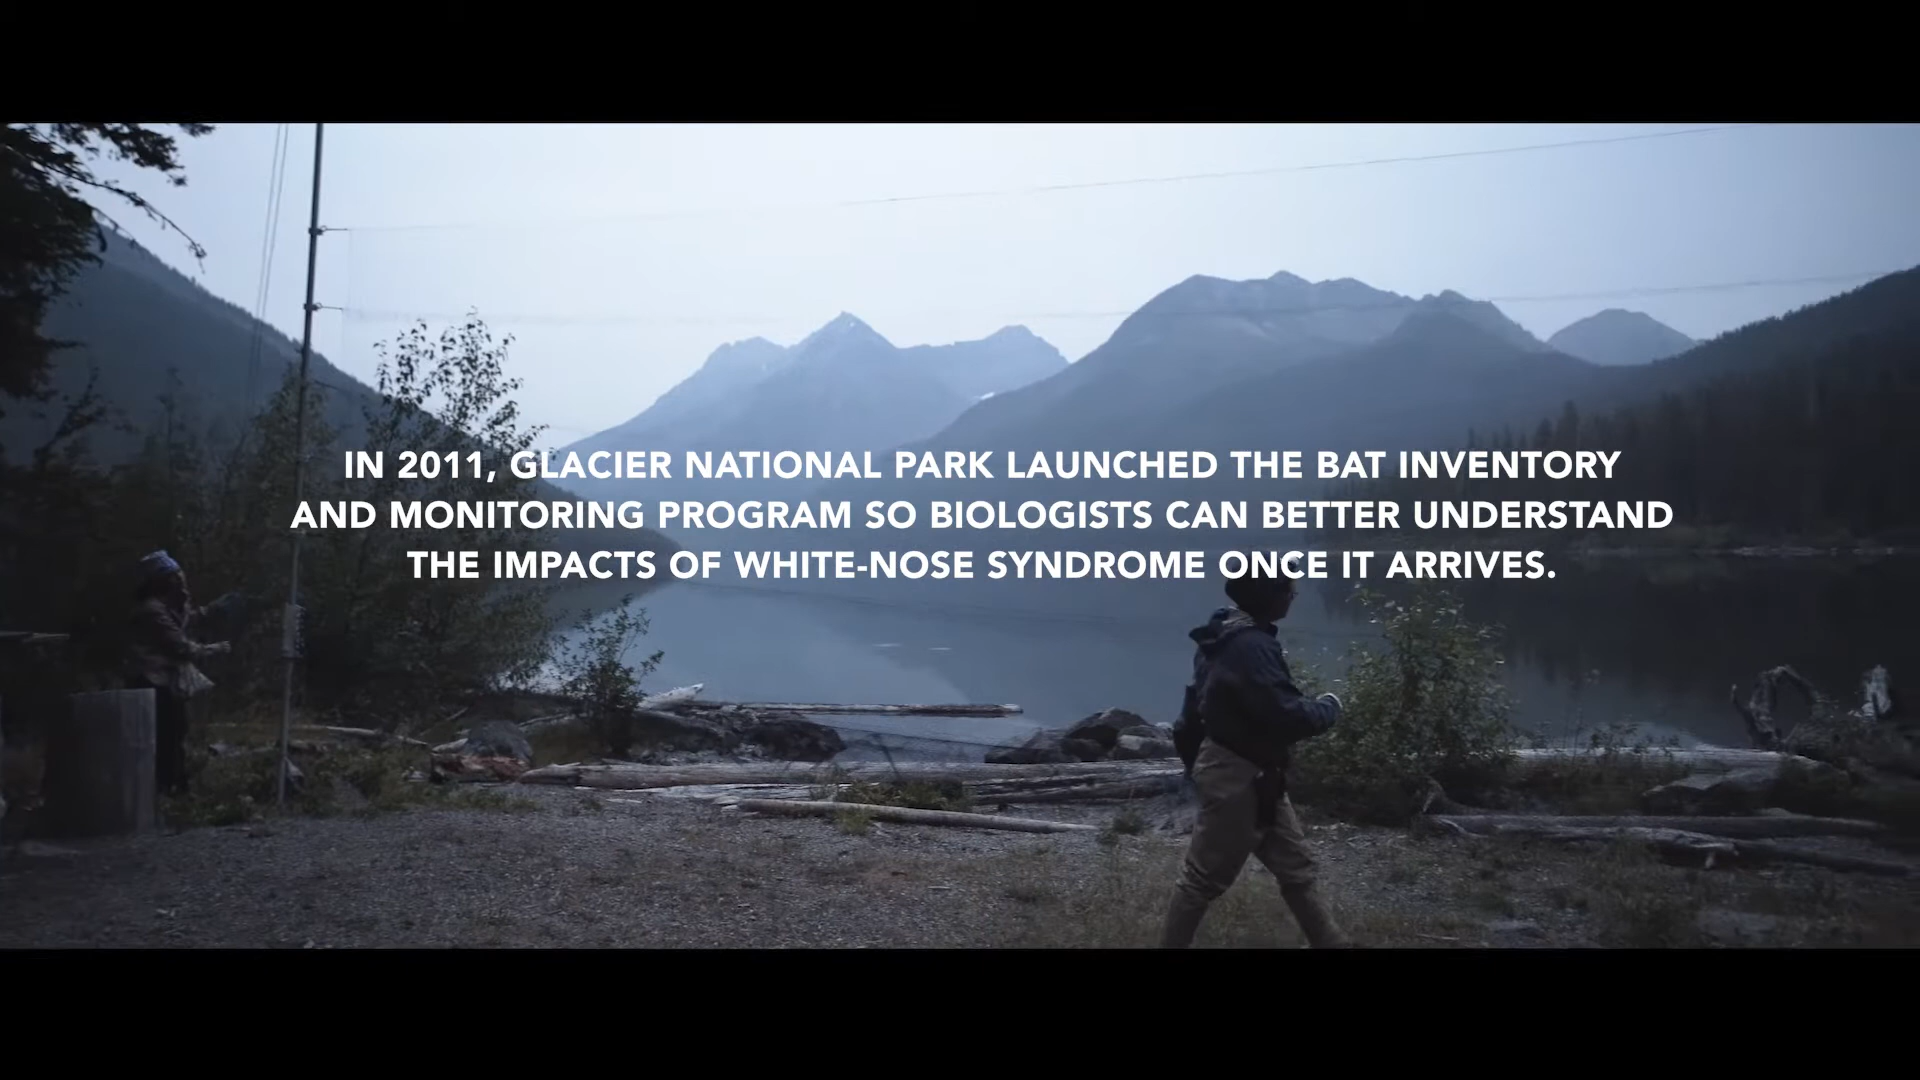 IN 2011, GLACIER NATIONAL PARK LAUNCHED THE BAT INVENTORY
AND MONITORING PROGRAM SO BIOLOGISTS CAN BETTER UNDERSTAND
THE IMPACTS OF WHITE-NOSE SYNDROME ONCE IT ARRIVES.